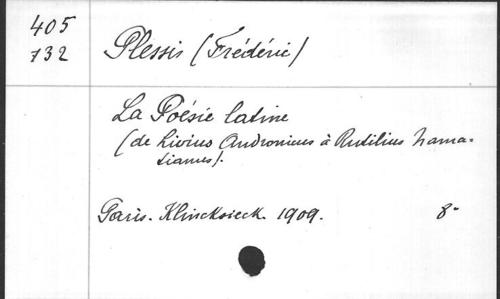 405
132
Plessis (Frédéric)
La Poésie latine
(de Livius Andronicus à Rutilius Nama-
tianus).
Paris. Klincksieck. 1909. 8°